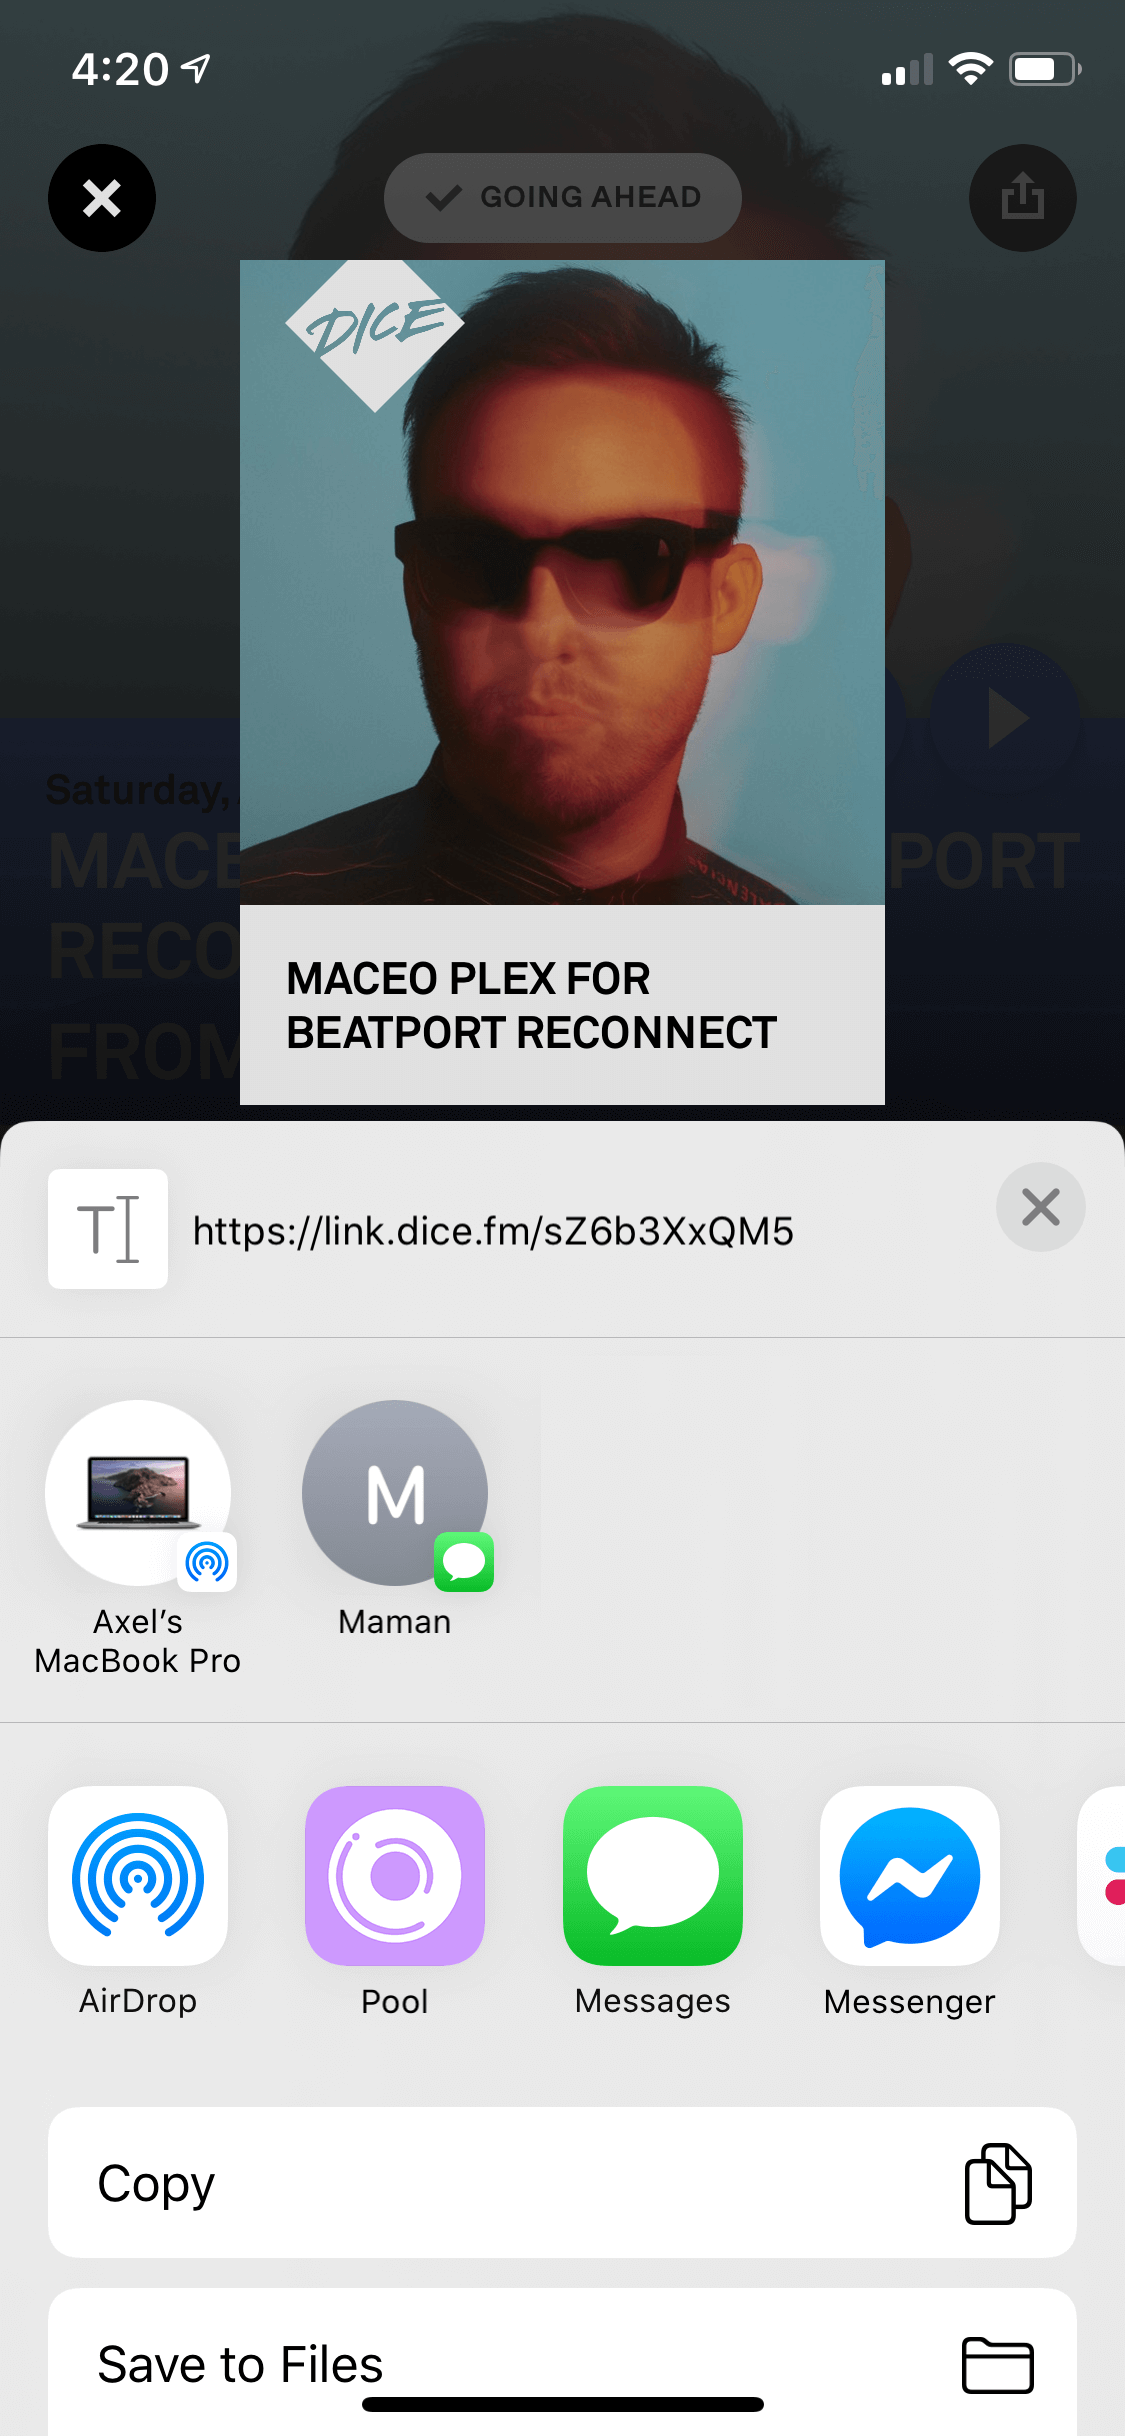 4:20
GOING AHEAD
DICE
Saturday,
MACE
PORT
RECO
FROM
MACEO PLEX FOR
BEATPORT RECONNECT
https://link.dice.fm/sZ6b3XxQM5
Axel's
MacBook Pro
M
Maman
AirDrop
Pool
Messages
Messenger
Copy
Save to Files